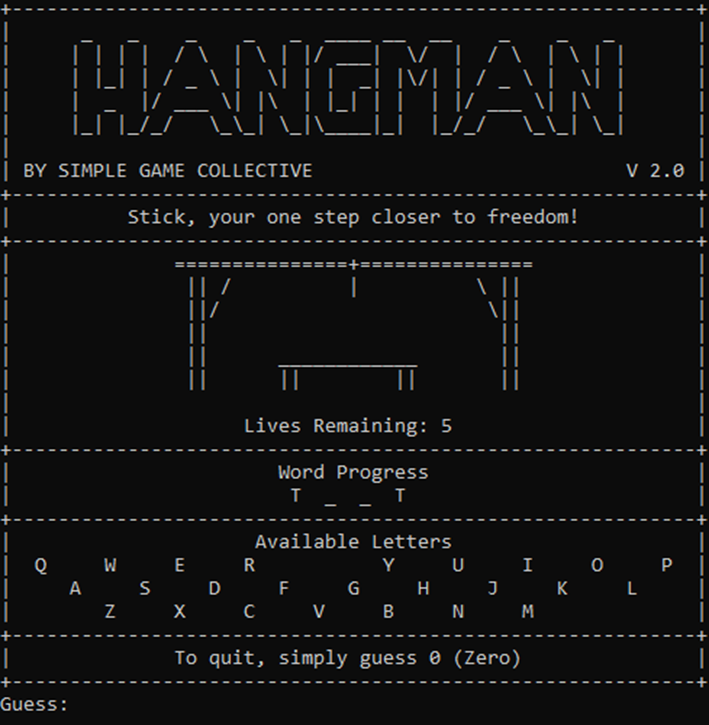 HANGMAN
BY SIMPLE GAME COLLECTIVE V 2.0
Stick, your one step closer to freedom!
Lives Remaining: 5
Word Progress
T _ _ T
Available Letters
Q W E R Y U I O P
A S D F G H J K L
Z X C V B N M
To quit, simply guess 0 (Zero)
Guess: